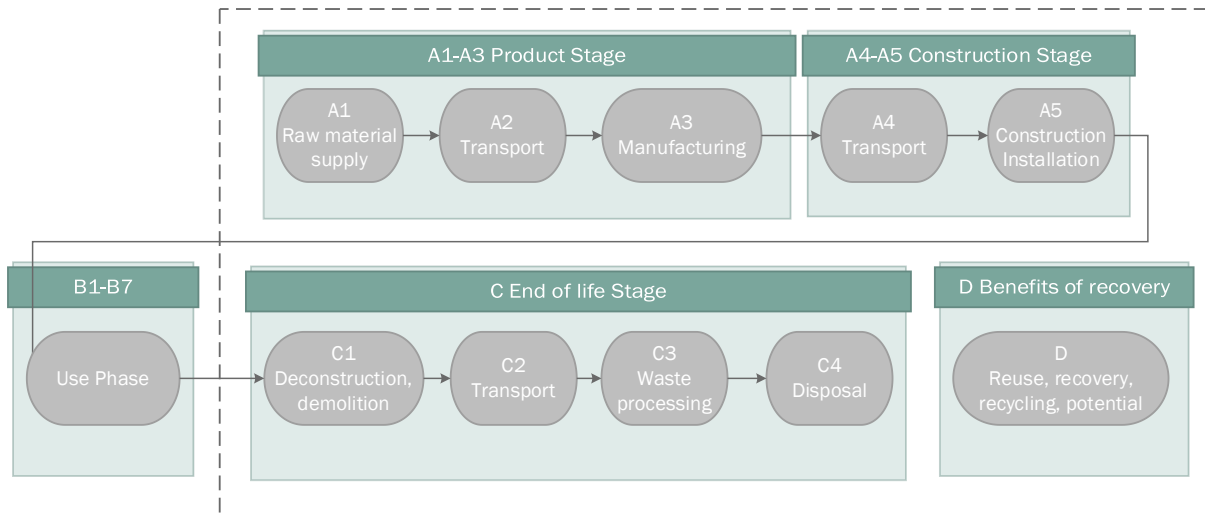 A1-A3 Product Stage
A4-A5 Construction Stage
A1
Raw material
supply
A2
Transport
A3
Manufacturing
A4
Transport
A5
Construction
Installation
B1-B7
C End of life Stage
D Benefits of recovery
Use Phase
C1
Deconstruction,
demolition
C2
Transport
C3
Waste
processing
C4
Disposal
D
Reuse, recovery,
recycling, potential